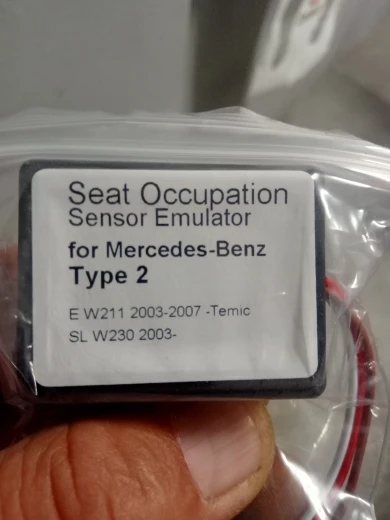 Seat Occupation
Sensor Emulator
for Mercedes-Benz
Type 2
E W211 2003-2007 -Temic
SL W230 2003-